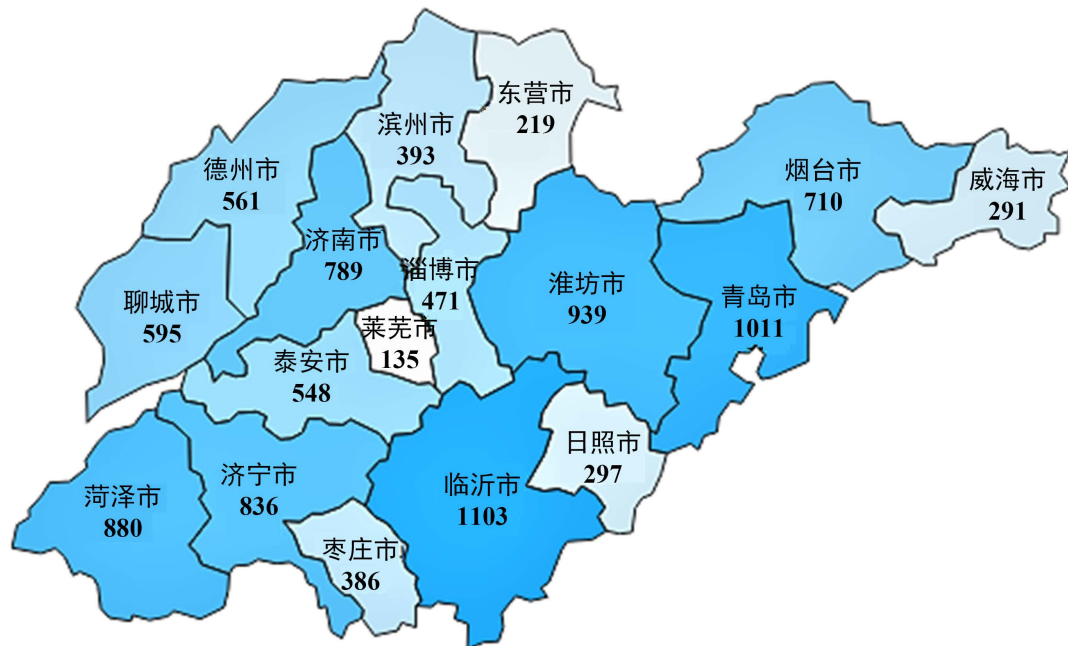 东营市
219
滨州市
393
德州市
561
烟台市
710
威海市
291
济南市
789
淄博市
471
淮坊市
939
青岛市
1011
聊城市
595
莱芜市
135
泰安市
548
日照市
297
济宁市
836
临沂市
1103
菏泽市
880
枣庄市
386